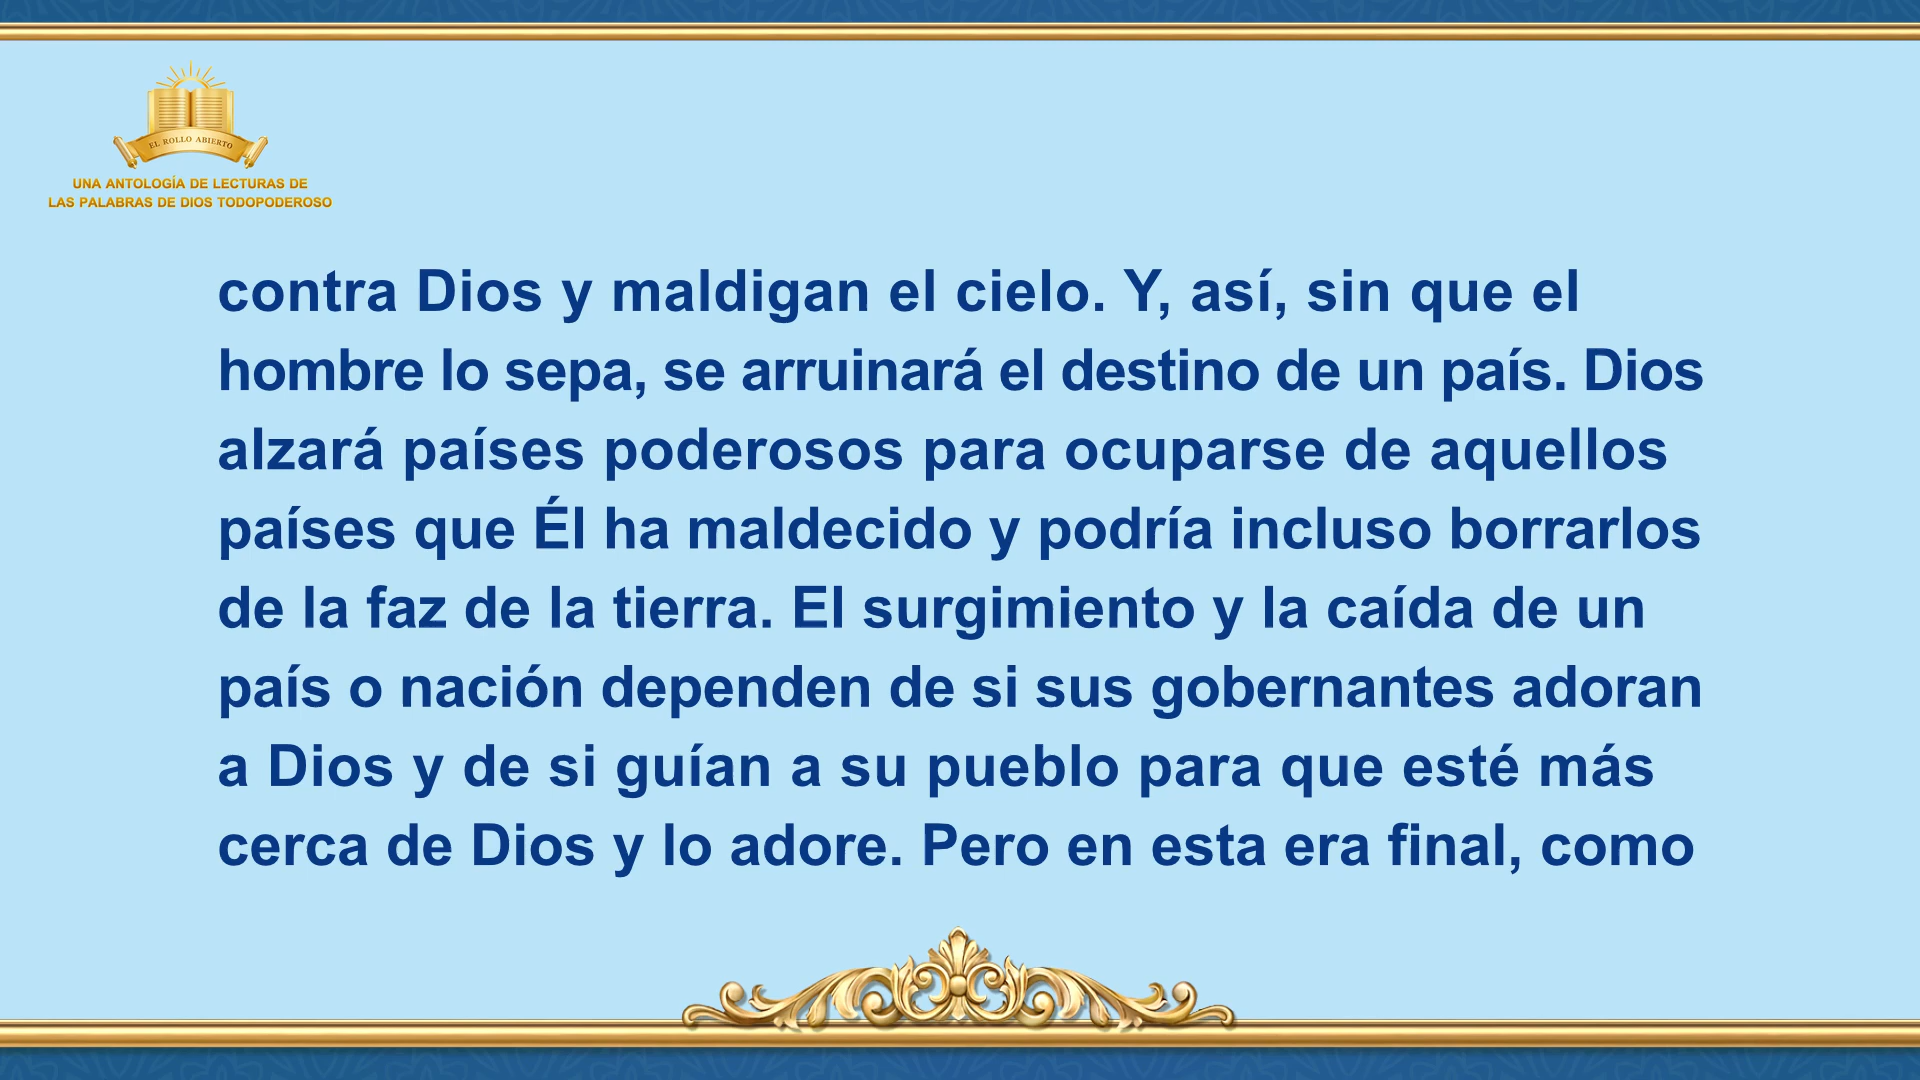 EL ROLLO ABIERTO
UNA ANTOLOGÍA DE LECTURAS DE
LAS PALABRAS DE DIOS TODOPODEROSO
contra Dios y maldigan el cielo. Y, así, sin que el
hombre lo sepa, se arruinará el destino de un país. Dios
alzará países poderosos para ocuparse de aquellos
países que Él ha maldecido y podría incluso borrarlos
de la faz de la tierra. El surgimiento y la caída de un
país o nación dependen de si sus gobernantes adoran
a Dios y de si guían a su pueblo para que esté más
cerca de Dios y lo adore. Pero en esta era final, como